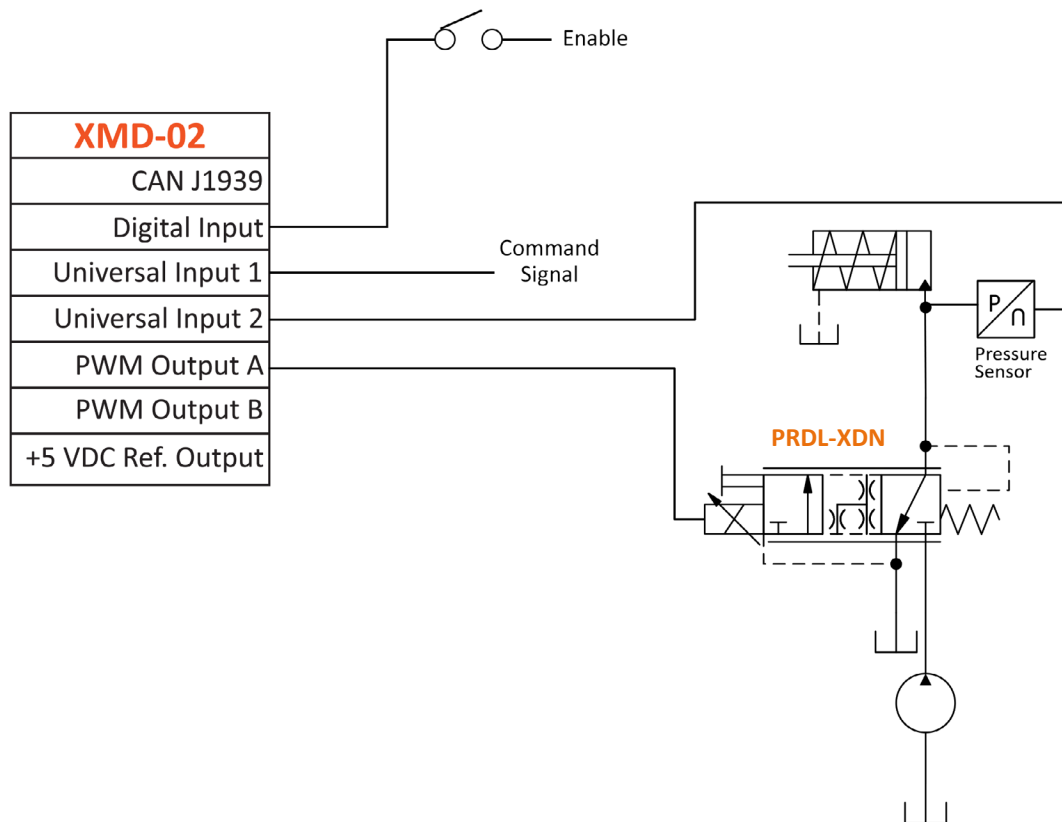 Enable
XMD-02
CAN J1939
Digital Input
Universal Input 1
Universal Input 2
PWM Output A
PWM Output B
+5 VDC Ref. Output
Command
Signal
P
n
Pressure
Sensor
PRDL-XDN